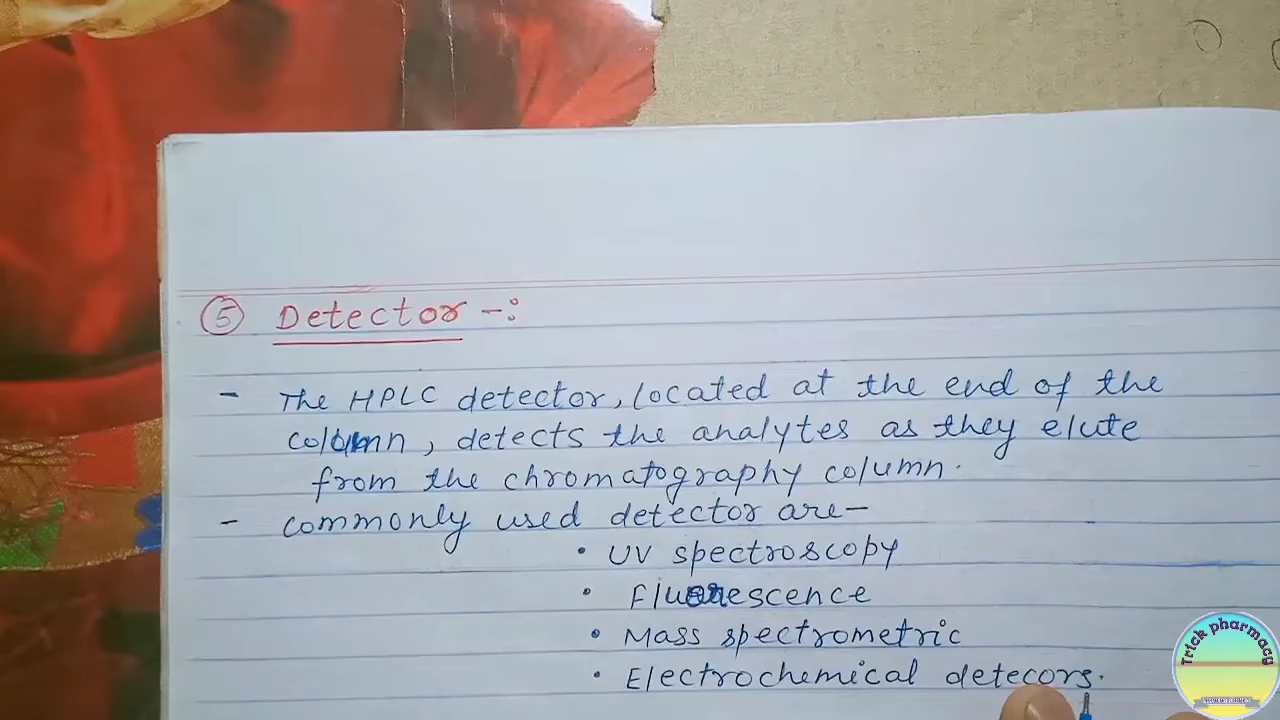 5 Detector -:
- The HPLC detector, located at the end of the
column, detects the analytes as they elute
from the chromatography column.
- commonly used detector are-
• UV spectroscopy
• Fluorescence
• Mass spectrometric
• Electrochemical detecors.
Trick pharmacy